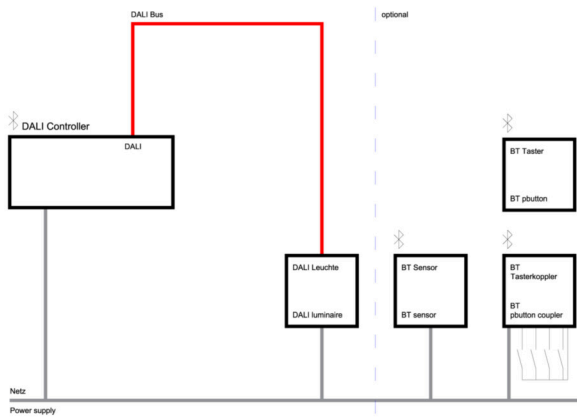 DALI Bus
optional
DALI Controller
DALI
BT Taster
BT pbutton
DALI Leuchte
DALI luminaire
BT Sensor
BT sensor
BT
Tasterkoppler
BT
pbutton coupler
Netz
Power supply